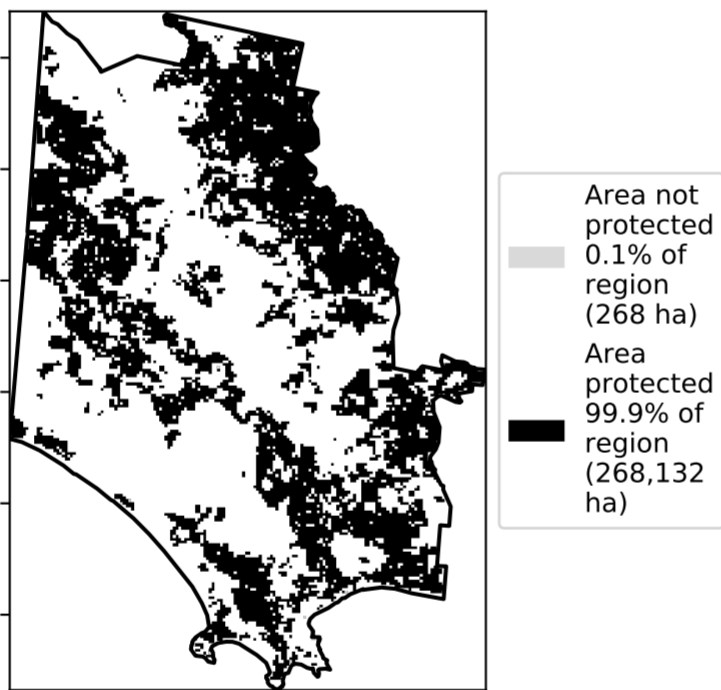 Area not
protected
0.1% of
region
(268 ha)
Area
protected
99.9% of
region
(268,132
ha)